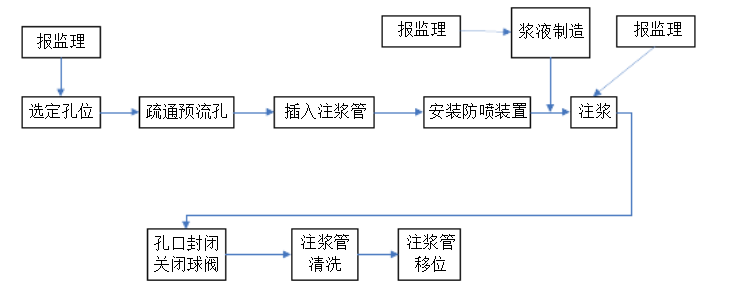 报监理
报监理
浆液制造
报监理
选定孔位
疏通预流孔
插入注浆管
安装防喷装置
注浆
孔口封闭
关闭球阀
注浆管
清洗
注浆管
移位